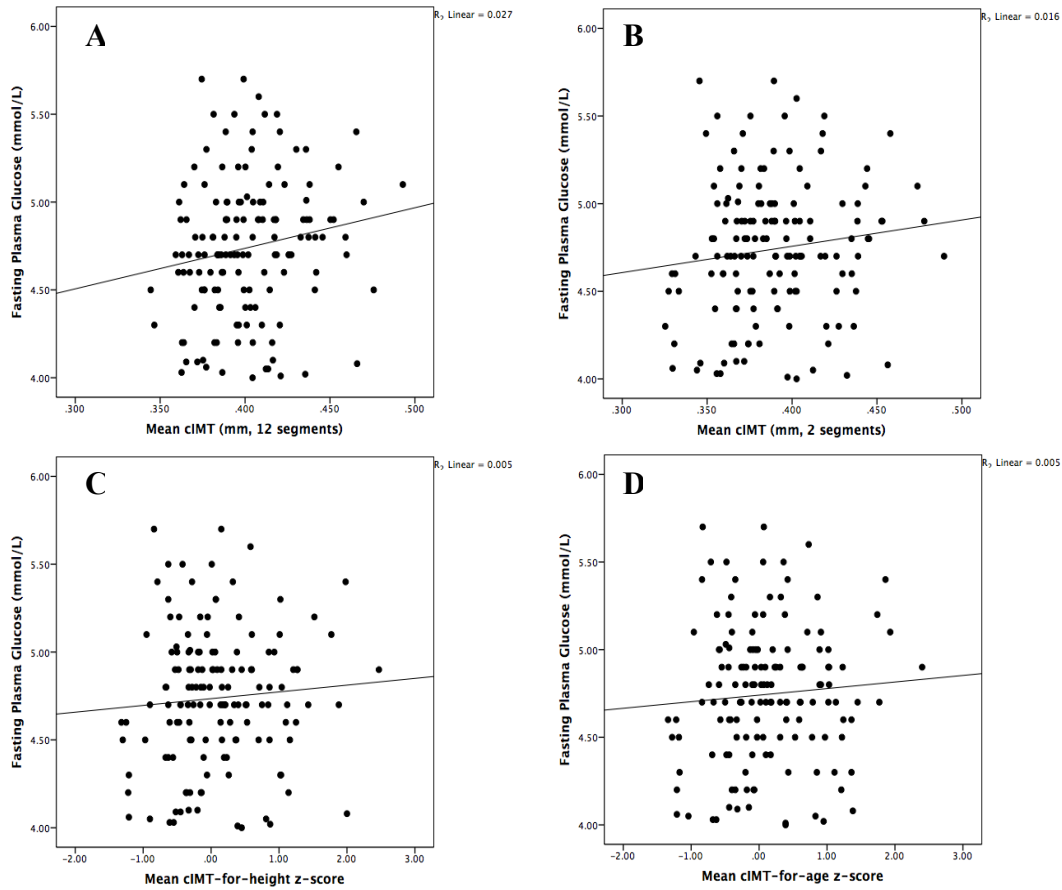 A
R₂ Linear = 0.027
Fasting Plasma Glucose (mmol/L)
6.00
5.50
5.00
4.50
4.00
.300 .350 .400 .450 .500
Mean cIMT (mm, 12 segments)
B
R₂ Linear = 0.016
Fasting Plasma Glucose (mmol/L)
6.00
5.50
5.00
4.50
4.00
.300 .350 .400 .450 .500
Mean cIMT (mm, 2 segments)
C
R₂ Linear = 0.005
Fasting Plasma Glucose (mmol/L)
6.00
5.50
5.00
4.50
4.00
-2.00 -1.00 .00 1.00 2.00 3.00
Mean cIMT-for-height z-score
D
R₂ Linear = 0.005
Fasting Plasma Glucose (mmol/L)
6.00
5.50
5.00
4.50
4.00
-2.00 -1.00 .00 1.00 2.00 3.00
Mean cIMT-for-age z-score